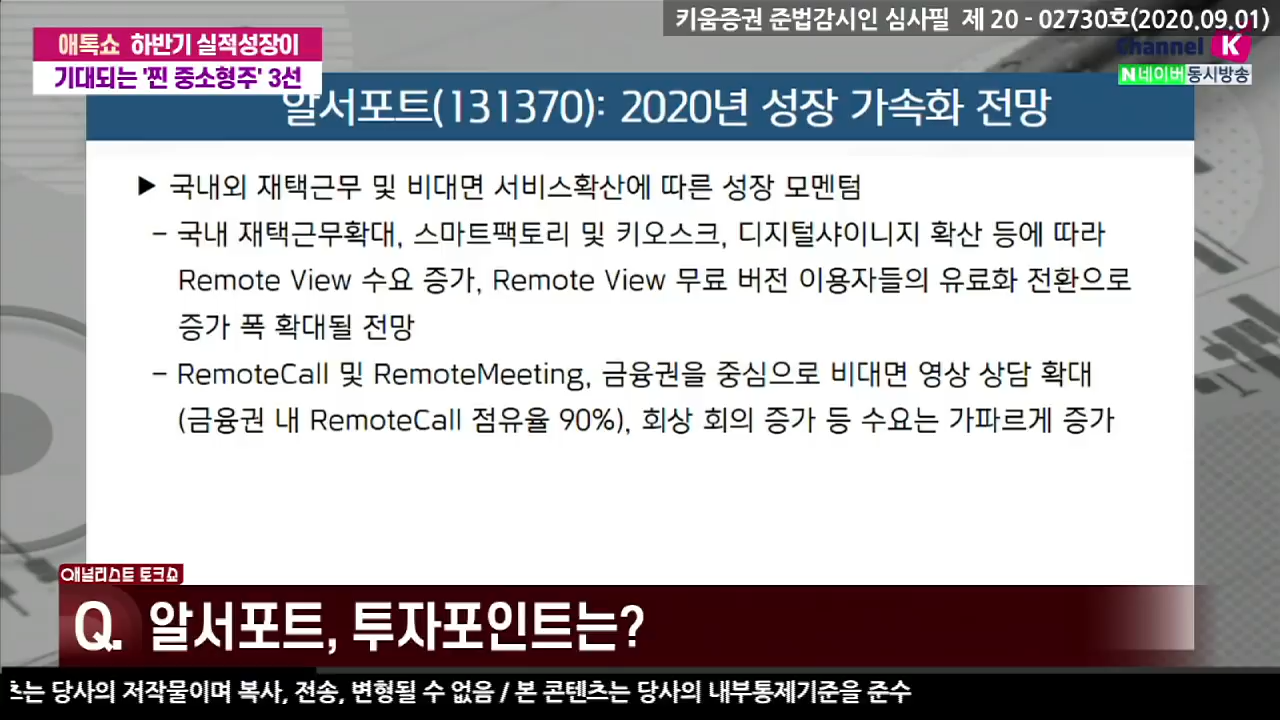 키움증권 준법감시인 심사필 제 20 - 02730호(2020.09.01)
애톡쇼 하반기 실적성장이
기대되는 '찐 중소형주' 3선
Channel K
N네이버 동시방송
알서포트(131370): 2020년 성장 가속화 전망
▶ 국내외 재택근무 및 비대면 서비스확산에 따른 성장 모멘텀
– 국내 재택근무확대, 스마트팩토리 및 키오스크, 디지털샤이니지 확산 등에 따라
Remote View 수요 증가, Remote View 무료 버전 이용자들의 유료화 전환으로
증가 폭 확대될 전망
– RemoteCall 및 RemoteMeeting, 금융권을 중심으로 비대면 영상 상담 확대
(금융권 내 RemoteCall 점유율 90%), 회상 회의 증가 등 수요는 가파르게 증가
애널리스트 토크쇼
Q. 알서포트, 투자포인트는?
츠는 당사의 저작물이며 복사, 전송, 변형될 수 없음 / 본 콘텐츠는 당사의 내부통제기준을 준수